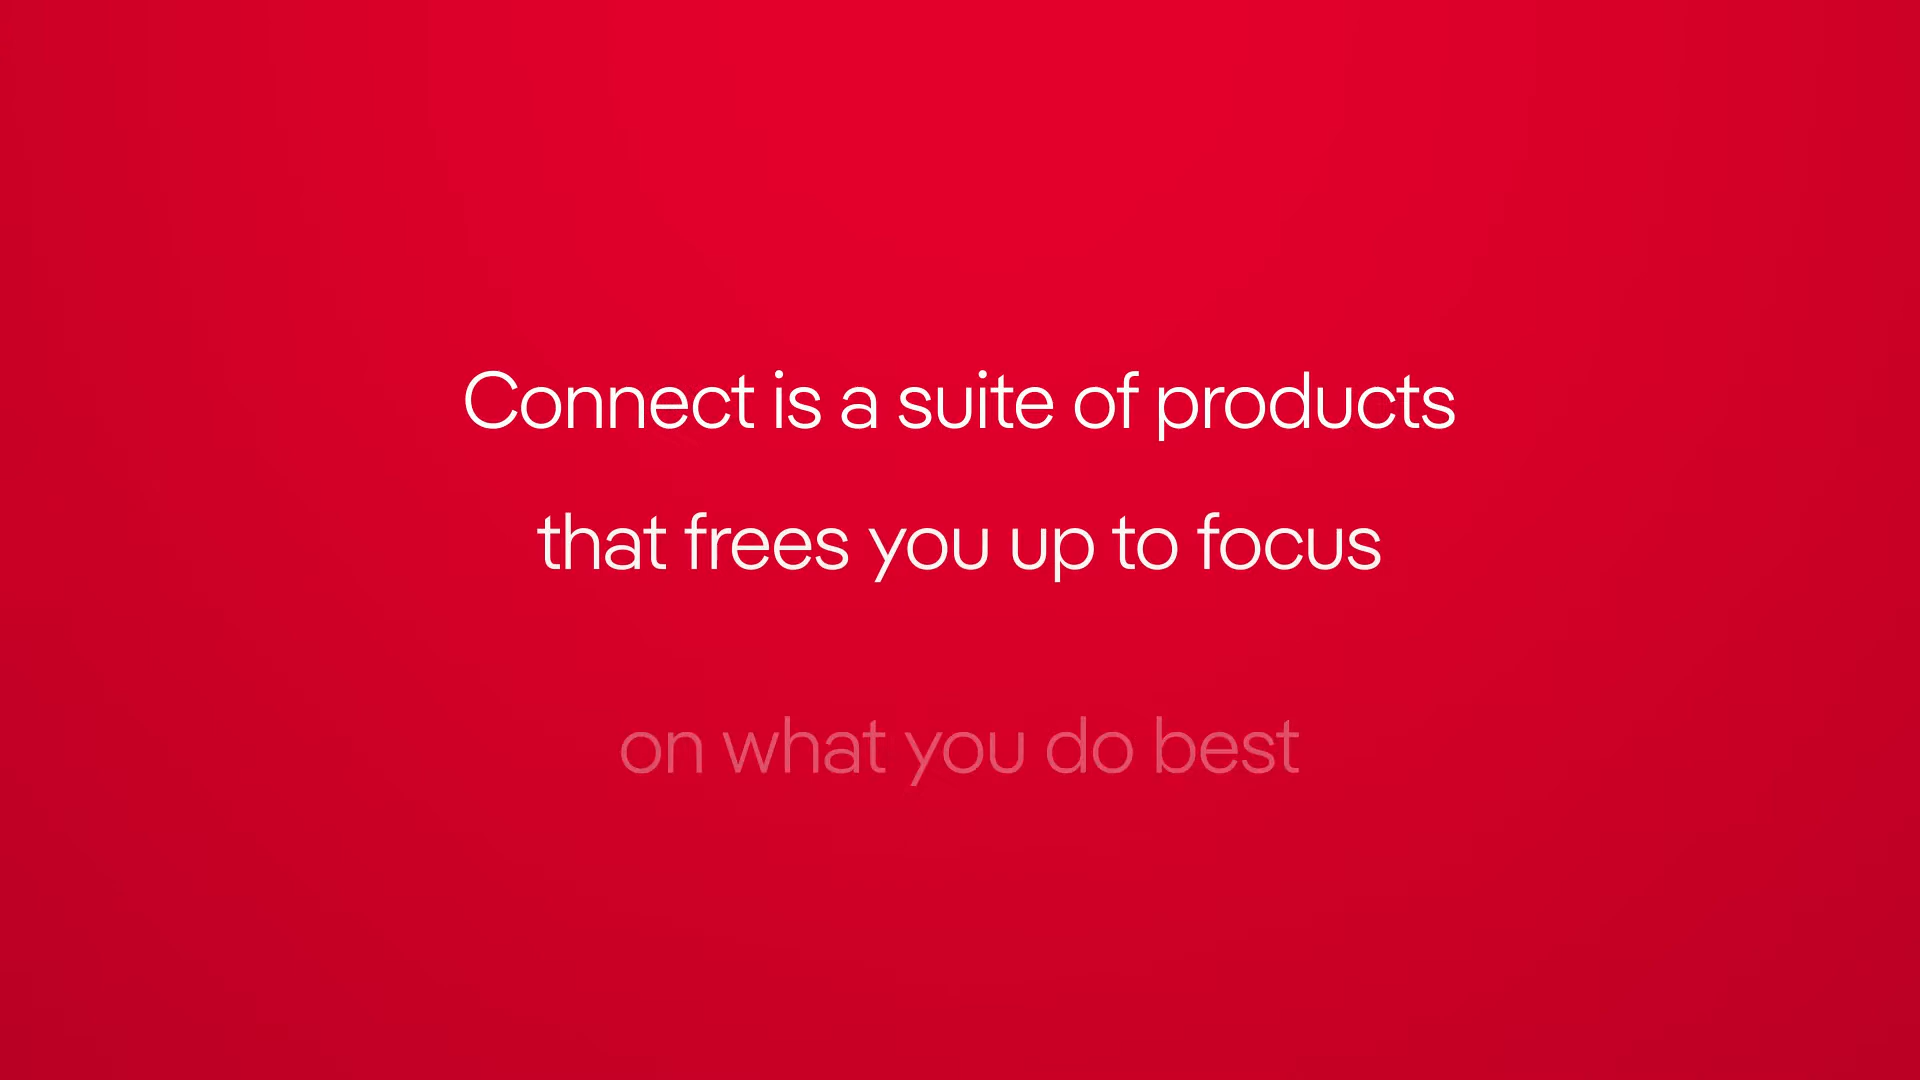 Connect is a suite of products
that frees you up to focus
on what you do best